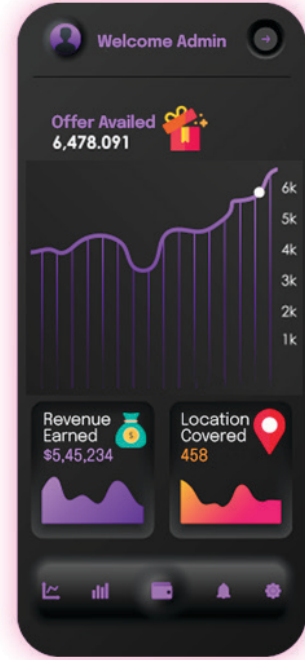 Welcome Admin
Offer Availed
6,478.091
6k
5k
4k
3k
2k
1k
Revenue
Earned
$5,45,234
Location
Covered
458